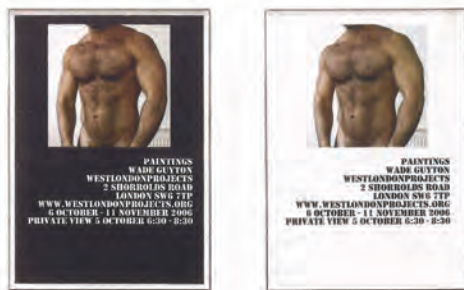 PAINTINGS
WADE GUYTON
WESTLONDONPROJECTS
2 SHORROLDS ROAD
LONDON SW6 7TP
WWW.WESTLONDONPROJECTS.ORG
6 OCTOBER - 11 NOVEMBER 2006
PRIVATE VIEW 5 OCTOBER 6:30 - 8:30
PAINTINGS
WADE GUYTON
WESTLONDONPROJECTS
2 SHORROLDS ROAD
LONDON SW6 7TP
WWW.WESTLONDONPROJECTS.ORG
6 OCTOBER - 11 NOVEMBER 2006
PRIVATE VIEW 5 OCTOBER 6:30 - 8:30